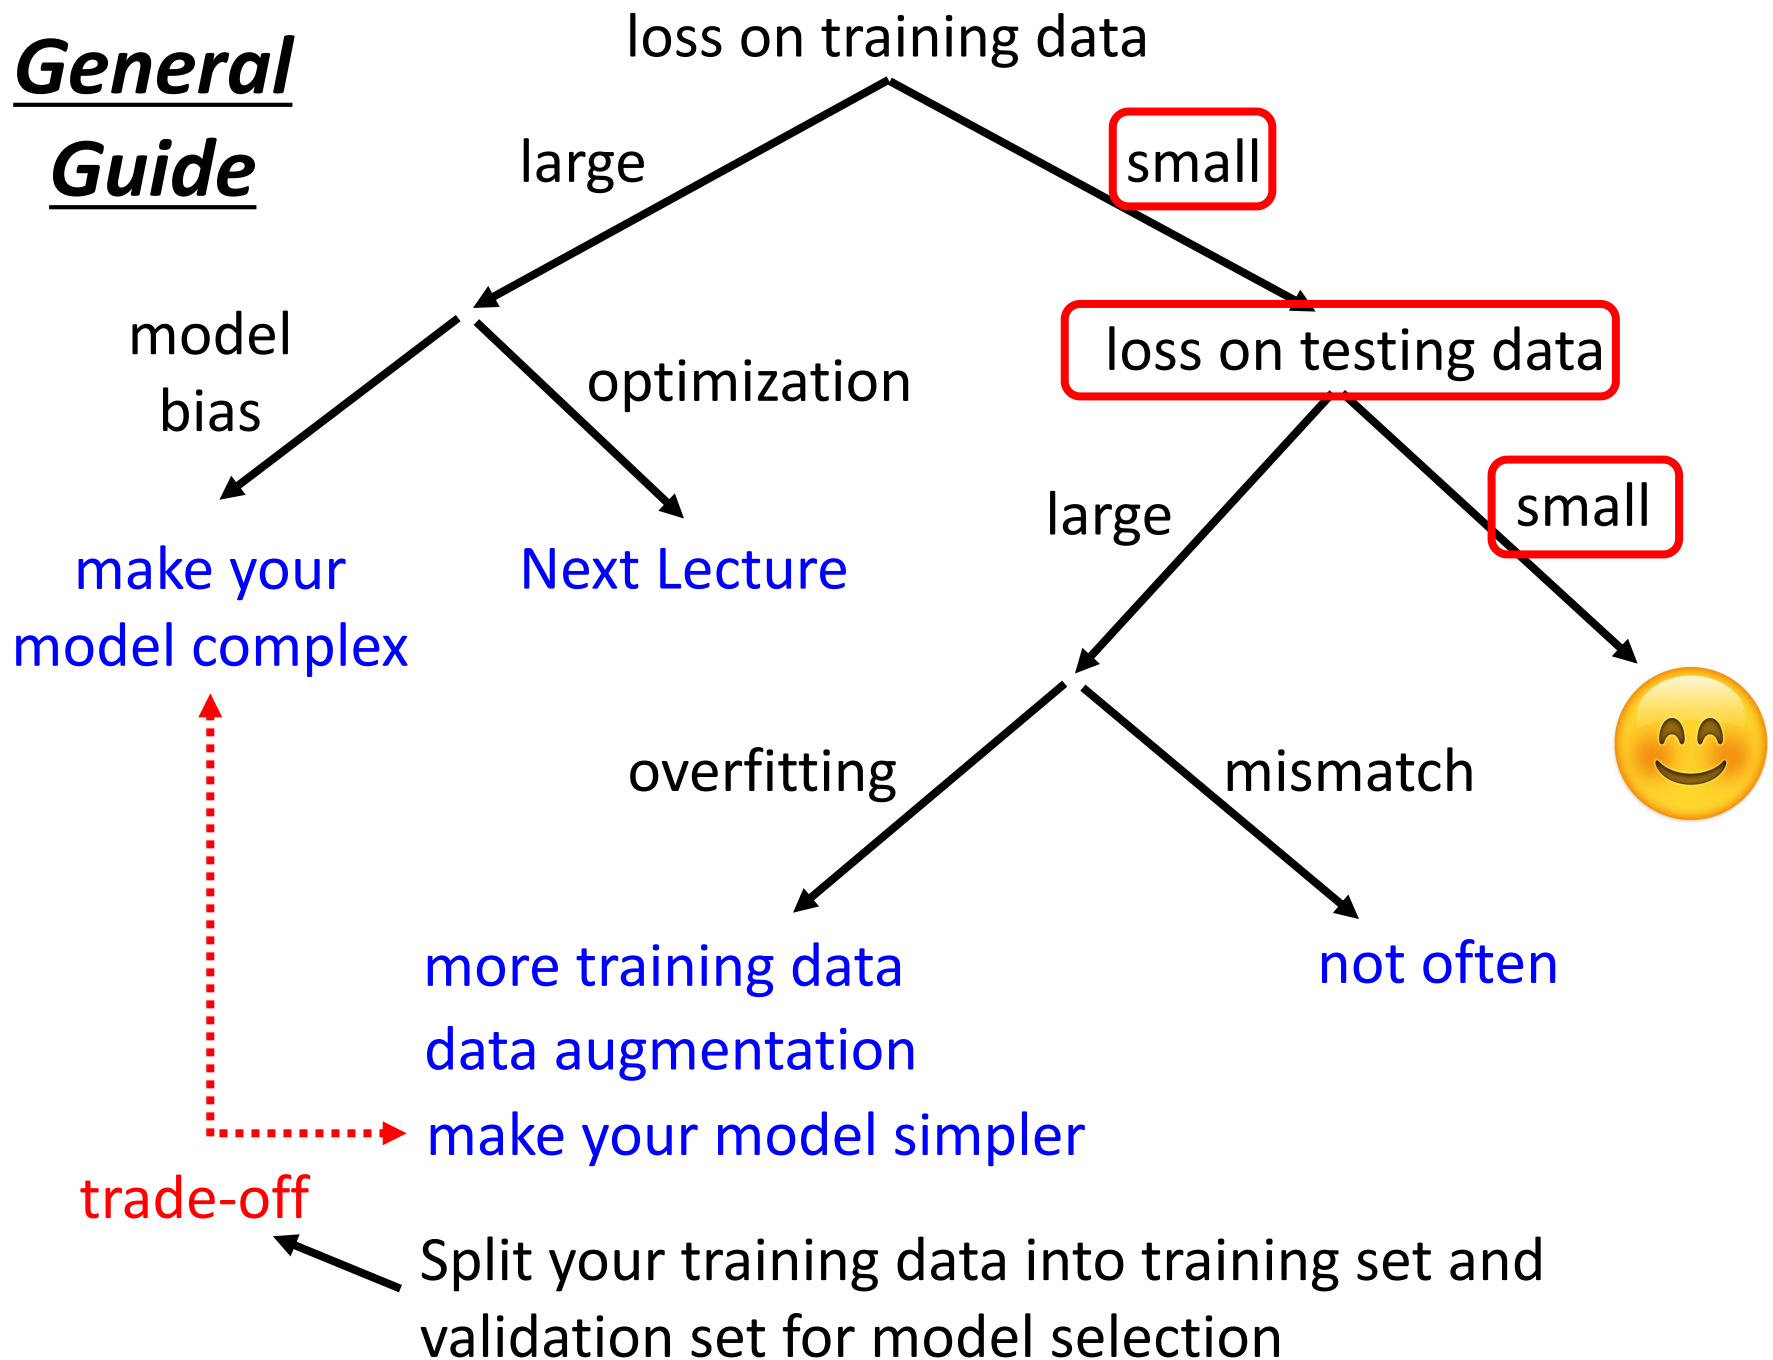 General
Guide
loss on training data
large
small
model
bias
optimization
loss on testing data
large
small
make your
model complex
Next Lecture
overfitting
mismatch
more training data
data augmentation
make your model simpler
not often
trade-off
Split your training data into training set and
validation set for model selection